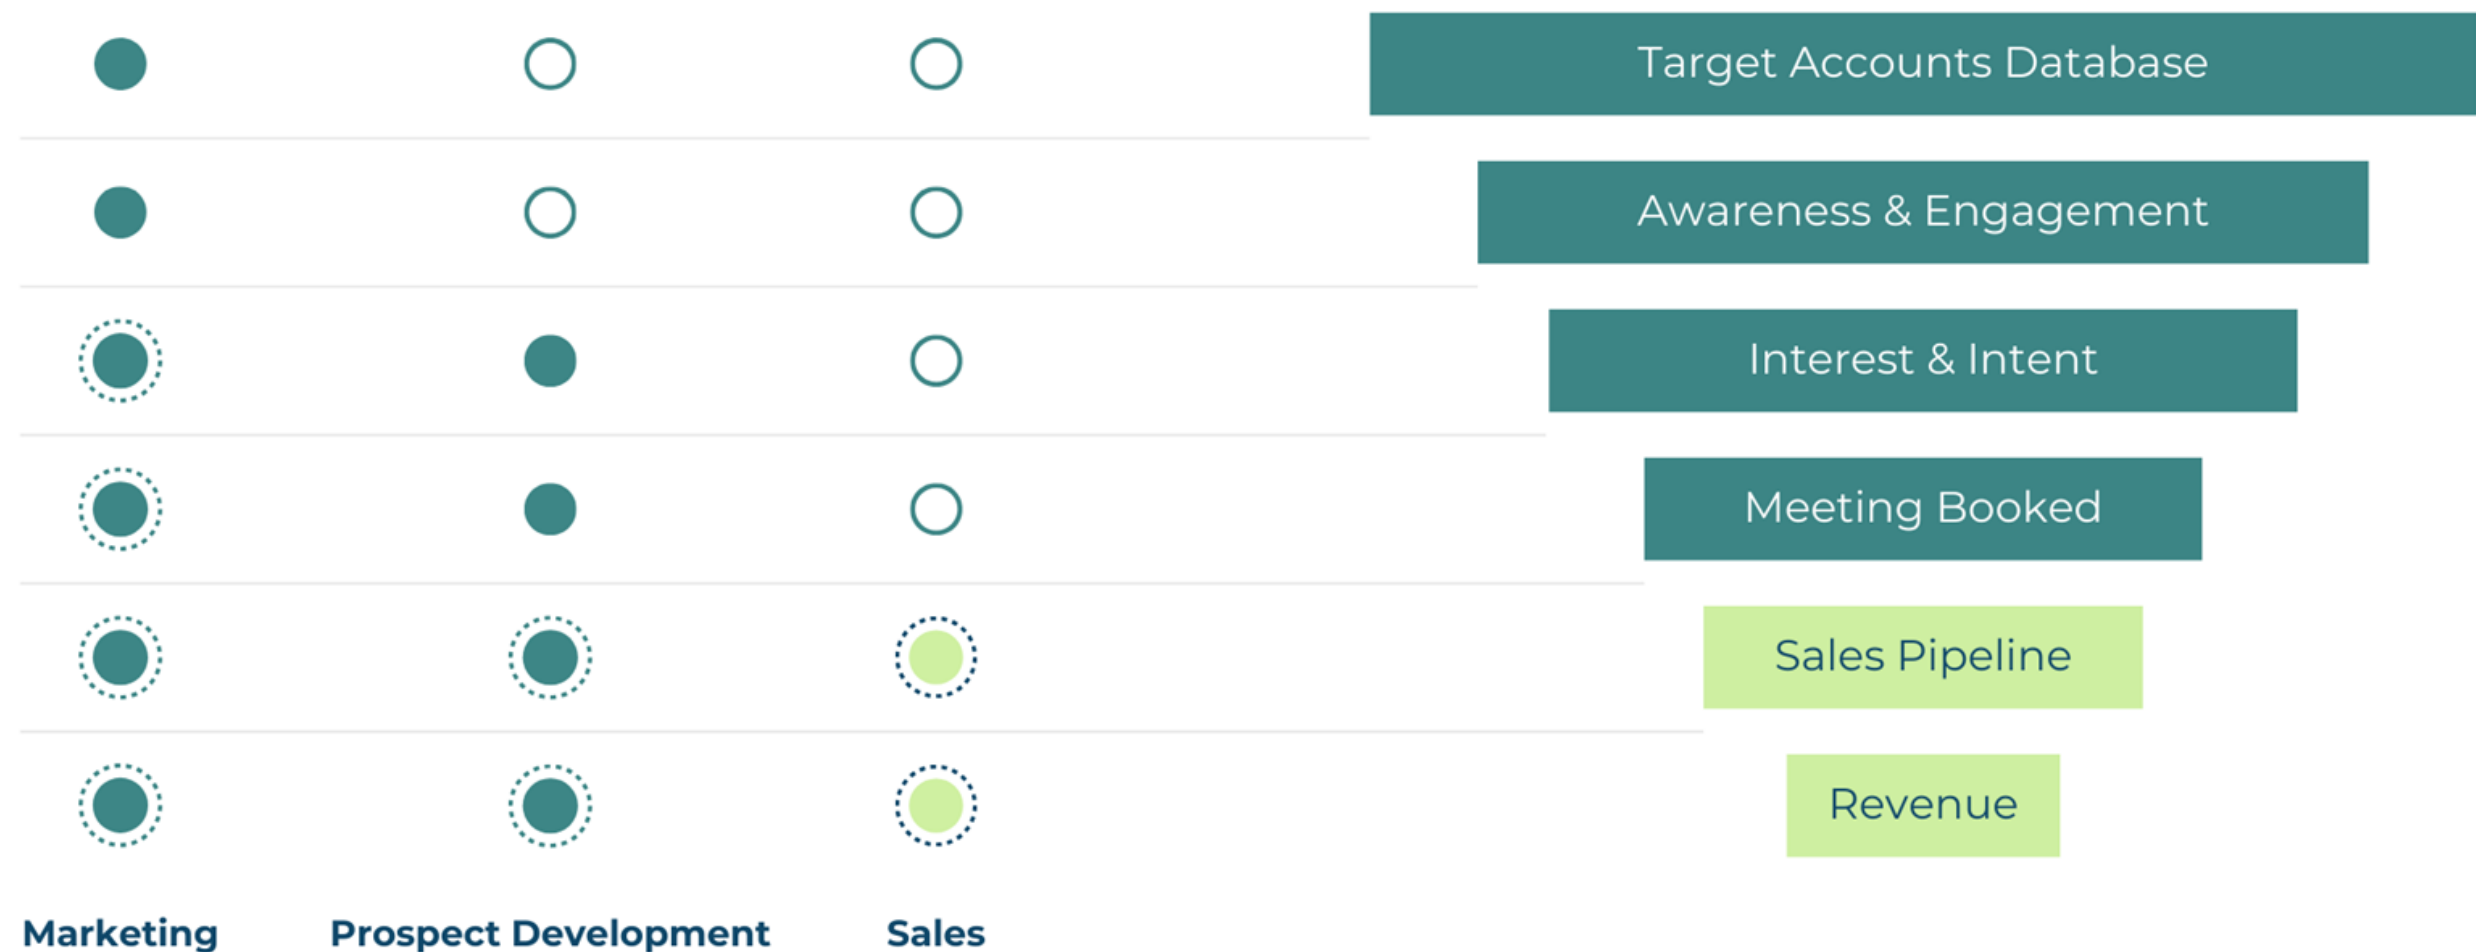 Target Accounts Database
Awareness & Engagement
Interest & Intent
Meeting Booked
Sales Pipeline
Revenue
Marketing
Prospect Development
Sales